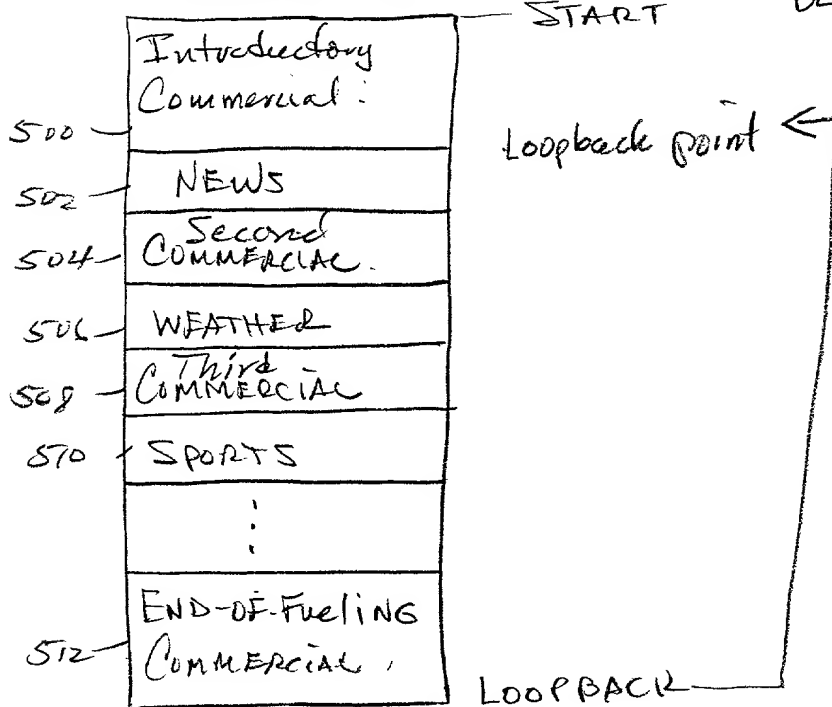 START
Introductory
Commercial:
500
Loopback point
502
NEWS
Second
504
COMMERCIAL.
506
WEATHER
Third
508
COMMERCIAL
510
SPORTS
END-OF-FueliNG
512
COMMERCIAL.
LOOPBACK